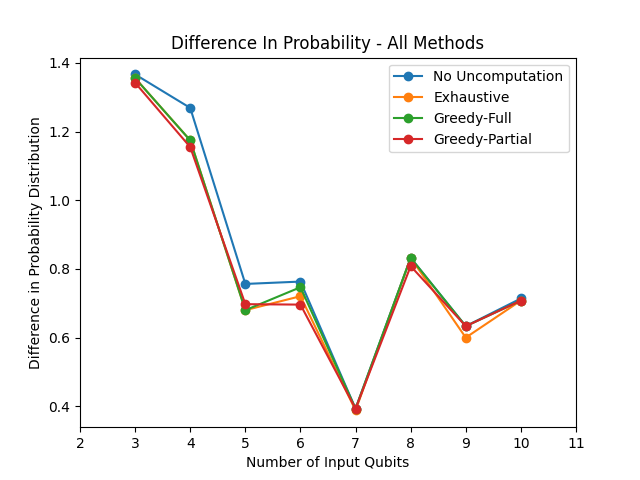 Difference In Probability - All Methods
Difference in Probability Distribution
1.4
1.2
1.0
0.8
0.6
0.4
No Uncomputation
Exhaustive
Greedy-Full
Greedy-Partial
2 3 4 5 6 7 8 9 10 11
Number of Input Qubits